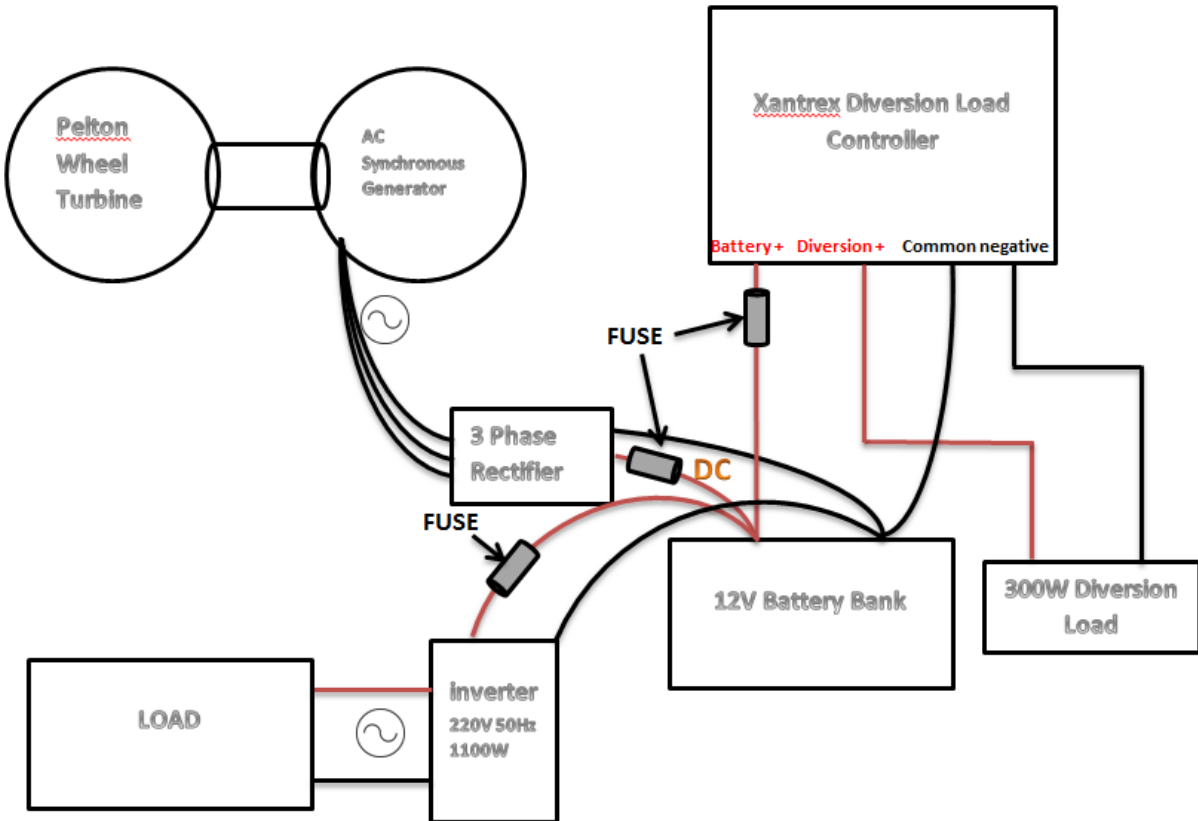 Pelton
Wheel
Turbine
AC
Synchronous
Generator
Xantrex Diversion Load
Controller
Battery + Diversion + Common negative
FUSE
3 Phase
Rectifier
DC
FUSE
12V Battery Bank
300W Diversion
Load
LOAD
inverter
220V 50Hz
1100W